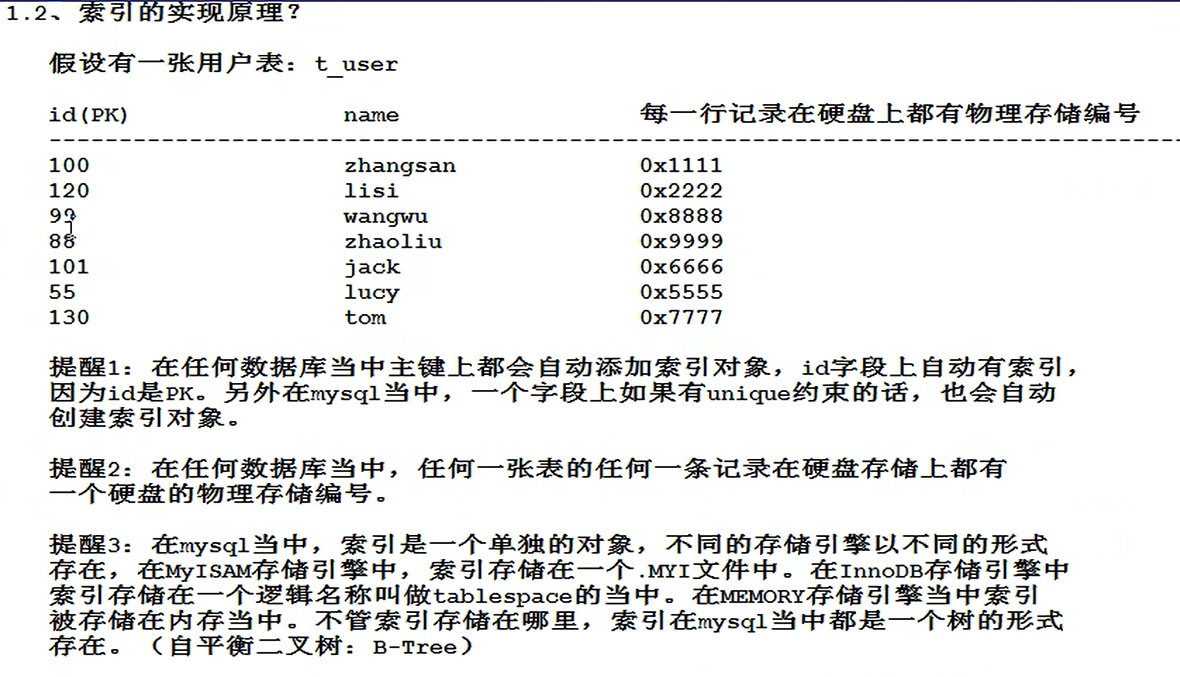 1.2、索引的实现原理?
假设有一张用户表: t_user
id(PK) name 每一行记录在硬盘上都有物理存储编号
----------------------------------------------------------------------------------
100 zhangsan 0x1111
120 lisi 0x2222
99 wangwu 0x8888
88 zhaoliu 0x9999
101 jack 0x6666
55 lucy 0x5555
130 tom 0x7777
提醒1: 在任何数据库当中主键上都会自动添加索引对象, id字段上自动有索引,
因为id是PK。另外在mysql当中, 一个字段上如果有unique约束的话, 也会自动
创建索引对象。
提醒2: 在任何数据库当中, 任何一张表的任何一条记录在硬盘存储上都有
一个硬盘的物理存储编号。
提醒3: 在mysql当中, 索引是一个单独的对象, 不同的存储引擎以不同的形式
存在, 在MyISAM存储引擎中, 索引存储在一个.MYI文件中。在InnoDB存储引擎中
索引存储在一个逻辑名称叫做tablespace的当中。在MEMORY存储引擎当中索引
被存储在内存当中。不管索引存储在哪里, 索引在mysql当中都是一个树的形式
存在。(自平衡二叉树: B-Tree)